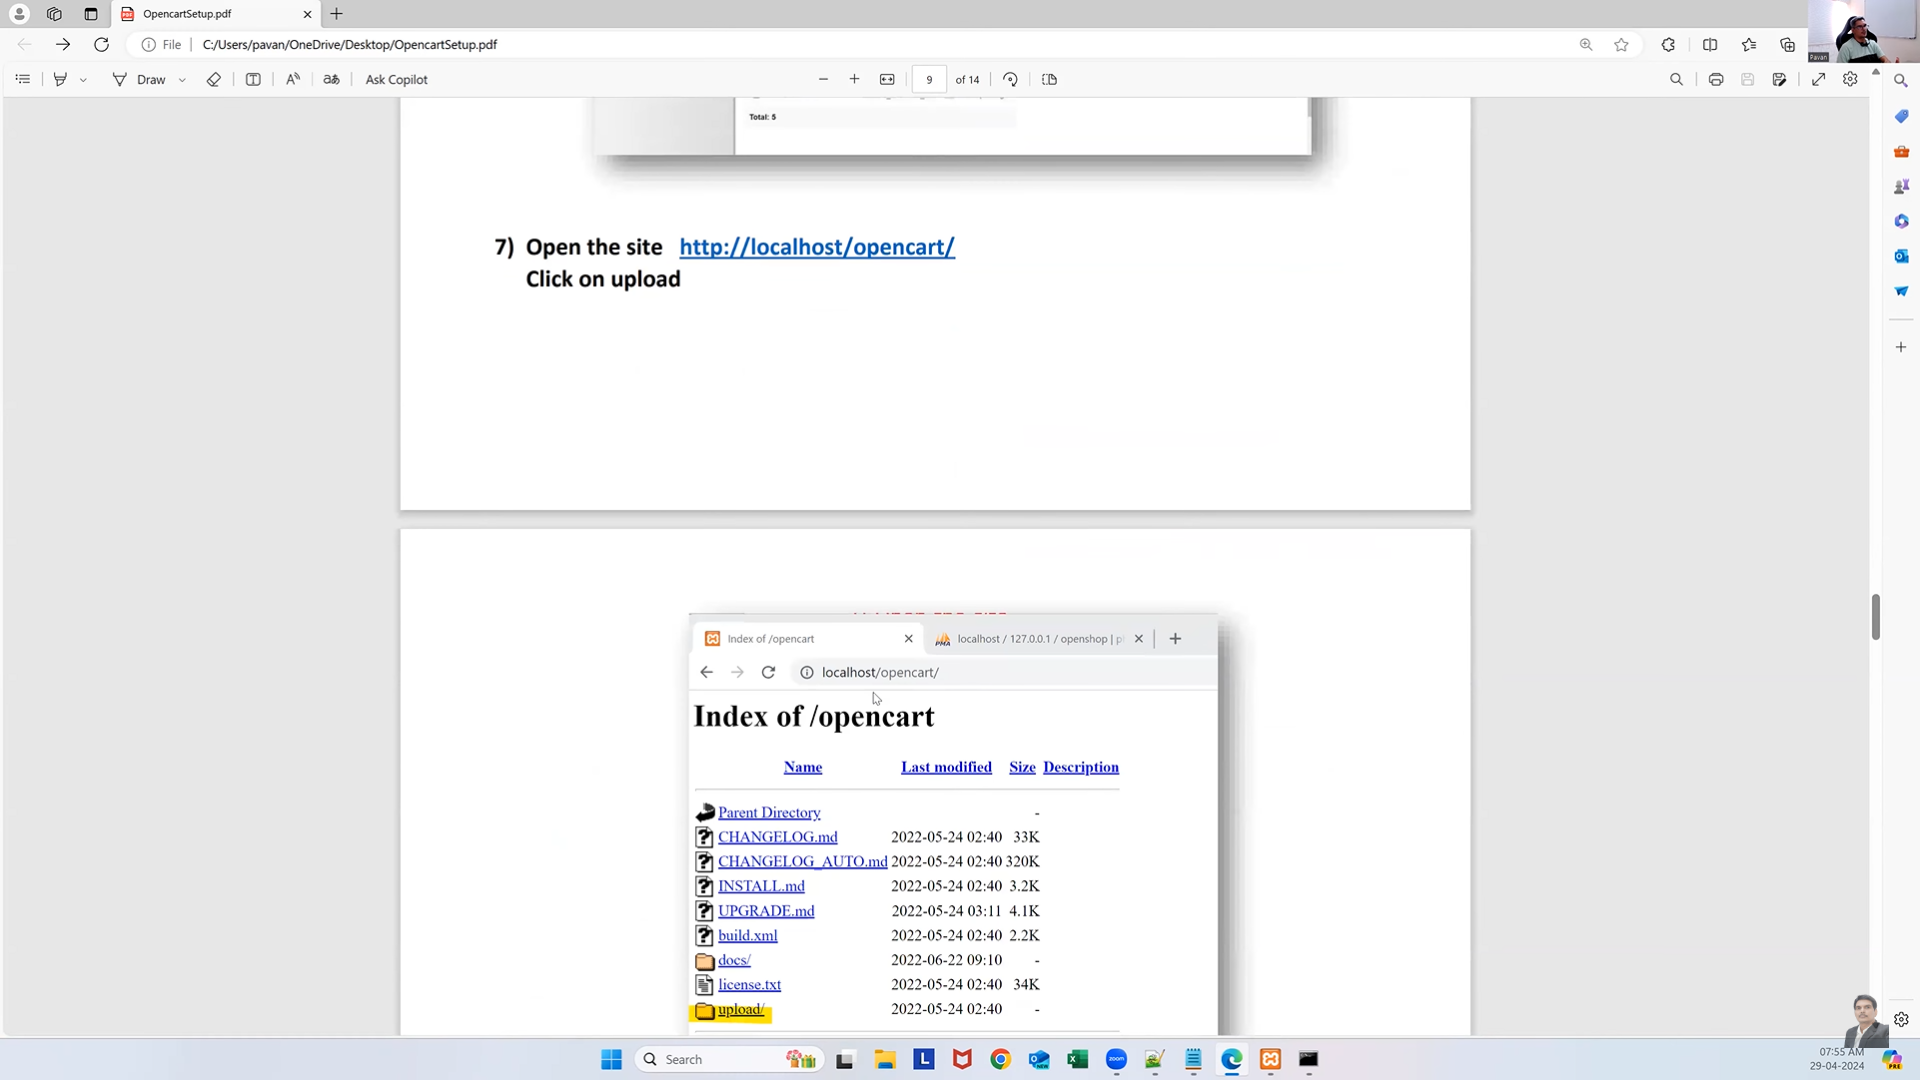 OpencartSetup.pdf
File C:/Users/pavan/OneDrive/Desktop/OpencartSetup.pdf
Pavan
Draw Ask Copilot 9 of 14
Total: 5
7) Open the site http://localhost/opencart/
Click on upload
Index of /opencart localhost / 127.0.0.1 / openshop |
localhost/opencart/
Index of /opencart
Name Last modified Size Description
Parent Directory -
CHANGELOG.md 2022-05-24 02:40 33K
CHANGELOG_AUTO.md 2022-05-24 02:40 320K
INSTALL.md 2022-05-24 02:40 3.2K
UPGRADE.md 2022-05-24 03:11 4.1K
build.xml 2022-05-24 02:40 2.2K
docs/ 2022-06-22 09:10 -
license.txt 2022-05-24 02:40 34K
upload/ 2022-05-24 02:40 -
Search
07:55 AM
29-04-2024